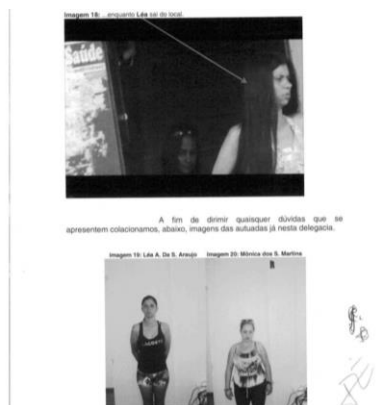 Imagem 18: ...enquanto Léa sai do local.
Saúde
A fim de dirimir quaisquer dúvidas que se
apresentem colacionamos, abaixo, imagens das autuadas já nesta delegacia.
Imagem 19: Léa A. Da S. Araujo Imagem 20: Mônica dos S. Martins